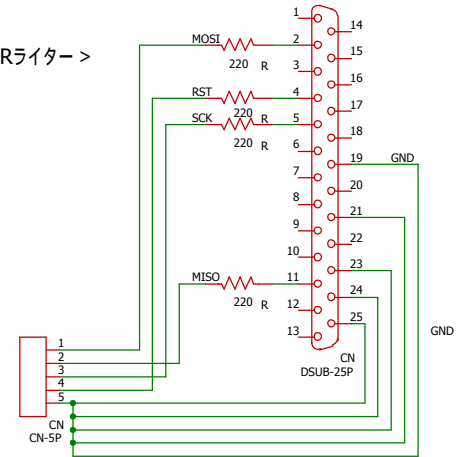 Rライター >
MOSI
220 R
RST
220 R
SCK
220 R
MISO
220 R
1
2
3
4
5
6
7
8
9
10
11
12
13
14
15
16
17
18
19 GND
20
21
22
23
24
25
GND
CN
DSUB-25P
1
2
3
4
5
CN
CN-5P